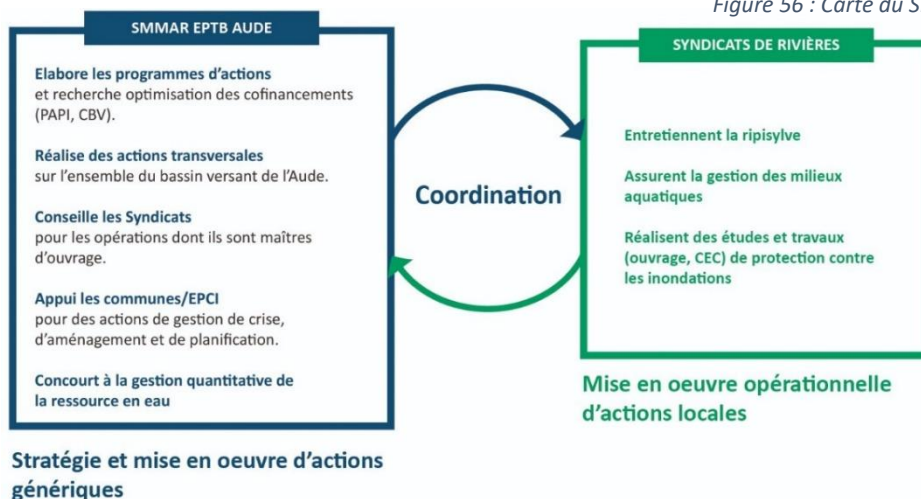 Figure 56 : Carte du S
SMMAR EPTB AUDE
Elabore les programmes d'actions
et recherche optimisation des cofinancements
(PAPI, CBV).
Réalise des actions transversales
sur l'ensemble du bassin versant de l'Aude.
Conseille les Syndicats
pour les opérations dont ils sont maîtres
d'ouvrage.
Appui les communes/EPCI
pour des actions de gestion de crise,
d'aménagement et de planification.
Concourt à la gestion quantitative de
la ressource en eau
Stratégie et mise en oeuvre d'actions
génériques
Coordination
SYNDICATS DE RIVIÈRES
Entretiennent la ripisylve
Assurent la gestion des milieux
aquatiques
Réalisent des études et travaux
(ouvrage, CEC) de protection contre
les inondations
Mise en oeuvre opérationnelle
d'actions locales